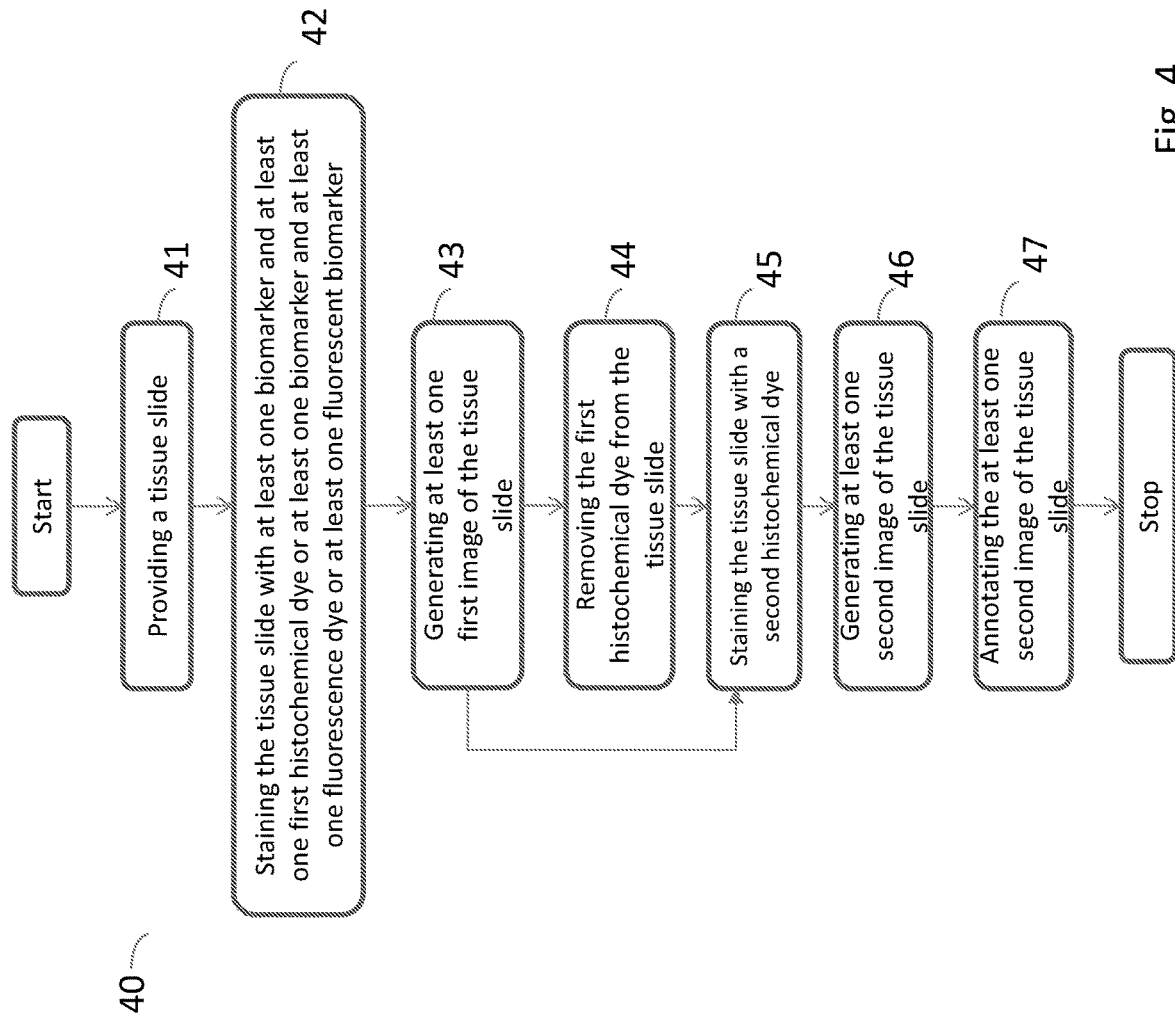 40
Start
Providing a tissue slide
41
Staining the tissue slide with at least one biomarker and at least
one first histochemical dye or at least one biomarker and at least
one fluorescence dye or at least one fluorescent biomarker
42
Generating at least one
first image of the tissue
slide
43
Removing the first
histochemical dye from the
tissue slide
44
Staining the tissue slide with a
second histochemical dye
45
Generating at least one
second image of the tissue
slide
46
Annotating the at least one
second image of the tissue
slide
47
Stop
Fig. 4